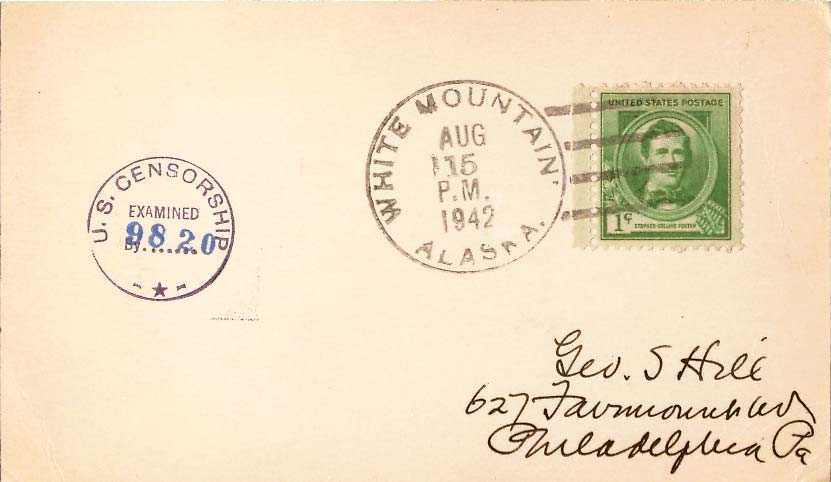 U. S. CENSORSHIP
EXAMINED
By........
9820
WHITE MOUNTAIN,
AUG
15
P.M.
1942
ALASKA.
UNITED STATES POSTAGE
1¢
STEPHEN COLLINS FOSTER
Geo. S Hill
627 Fairmount
Philadelphia Pa